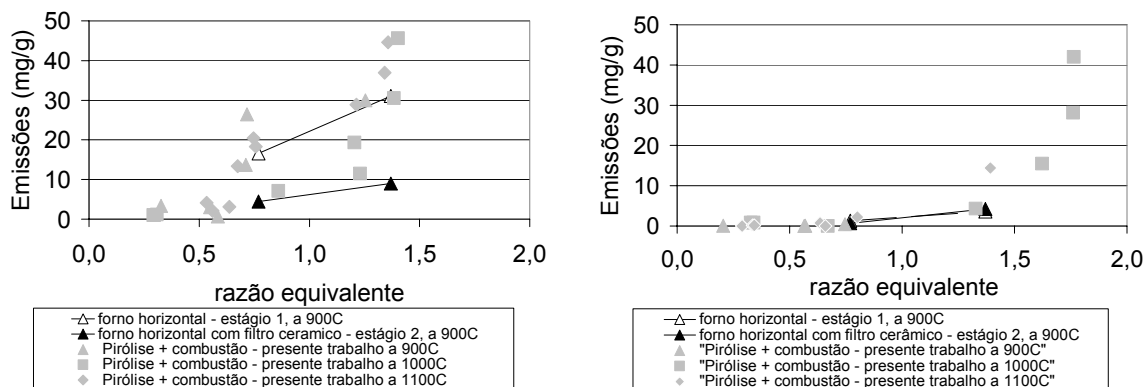 Emissões (mg/g)
50
40
30
20
10
0
0,0 0,5 1,0 1,5 2,0
razão equivalente
forno horizontal - estágio 1, a 900C
forno horizontal com filtro ceramico - estágio 2, a 900C
Pirólise + combustão - presente trabalho a 900C
Pirólise + combustão - presente trabalho a 1000C
Pirólise + combustão - presente trabalho a 1100C
Emissões (mg/g)
50
40
30
20
10
0
0,0 0,5 1,0 1,5 2,0
razão equivalente
forno horizontal - estágio 1, a 900C
forno horizontal com filtro cerâmico - estágio 2, a 900C
"Pirólise + combustão - presente trabalho a 900C"
"Pirólise + combustão - presente trabalho a 1000C"
"Pirólise + combustão - presente trabalho a 1100C"